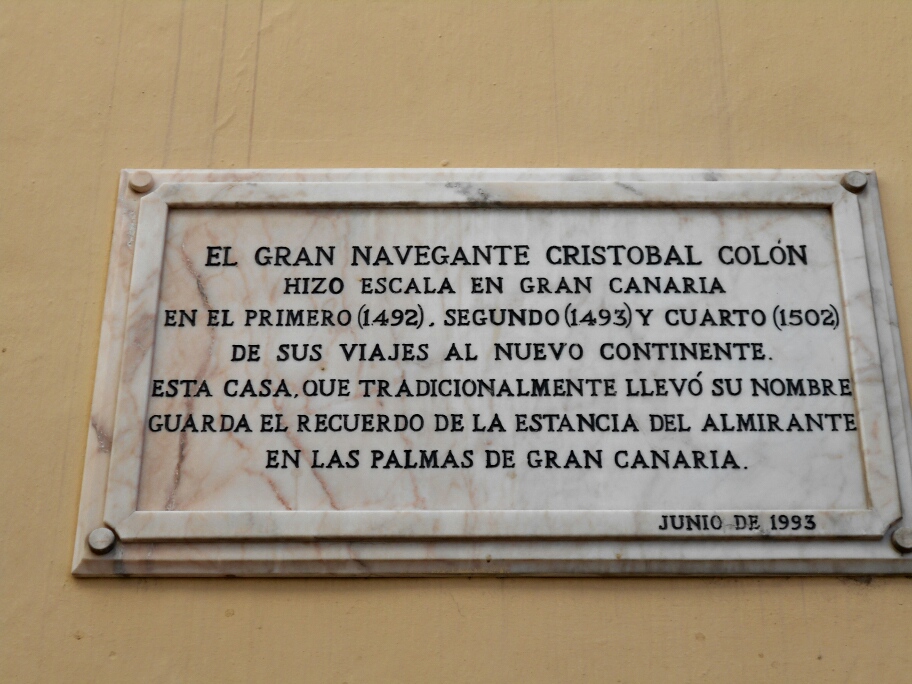 EL GRAN NAVEGANTE CRISTOBAL COLÓN
HIZO ESCALA EN GRAN CANARIA
EN EL PRIMERO (1492), SEGUNDO (1493) Y CUARTO (1502)
DE SUS VIAJES AL NUEVO CONTINENTE.
ESTA CASA, QUE TRADICIONALMENTE LLEVÓ SU NOMBRE
GUARDA EL RECUERDO DE LA ESTANCIA DEL ALMIRANTE
EN LAS PALMAS DE GRAN CANARIA.
JUNIO DE 1993